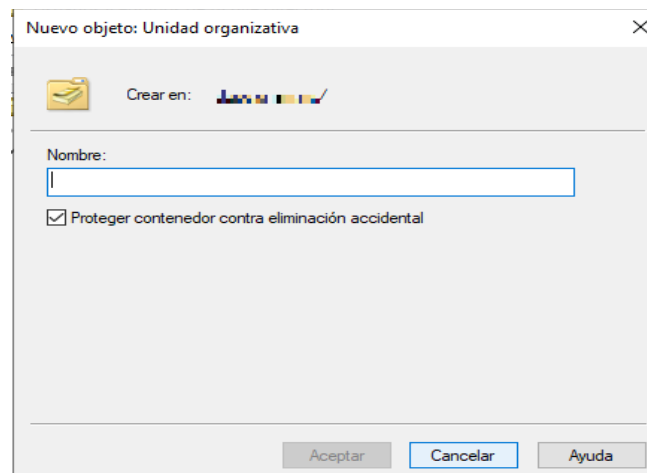 Nuevo objeto: Unidad organizativa
Crear en:
Nombre:
Proteger contenedor contra eliminación accidental
Aceptar Cancelar Ayuda